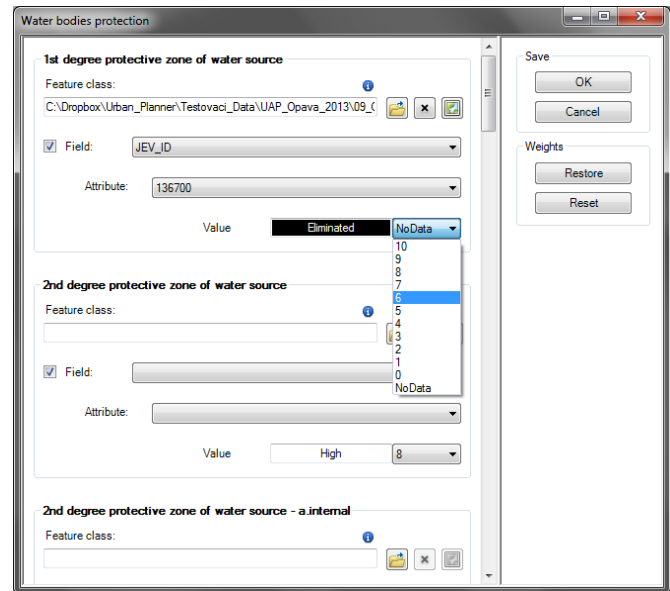 Water bodies protection
1st degree protective zone of water source
Feature class:
C:\Dropbox\Urban_Planner\Testovaci_Data\UAP_Opava_2013\09_
Field: JEV_ID
Attribute: 136700
Value Eliminated NoData
10
9
8
7
6
5
4
3
2
1
0
NoData
2nd degree protective zone of water source
Feature class:
Field:
Attribute:
Value High 8
2nd degree protective zone of water source - a.internal
Feature class:
Save
OK
Cancel
Weights
Restore
Reset